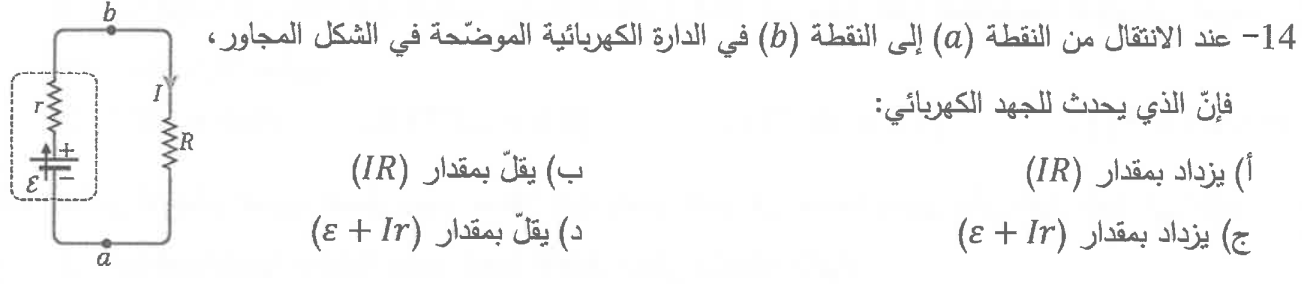 14- عند الانتقال من النقطة (a) إلى النقطة (b) في الدارة الكهربائية الموضّحة في الشكل المجاور،
فإنّ الذي يحدث للجهد الكهربائي:
أ) يزداد بمقدار (IR) ب) يقلّ بمقدار (IR)
ج) يزداد بمقدار (ε + Ir) د) يقلّ بمقدار (ε + Ir)
b
I
r
R
+
ε −
a